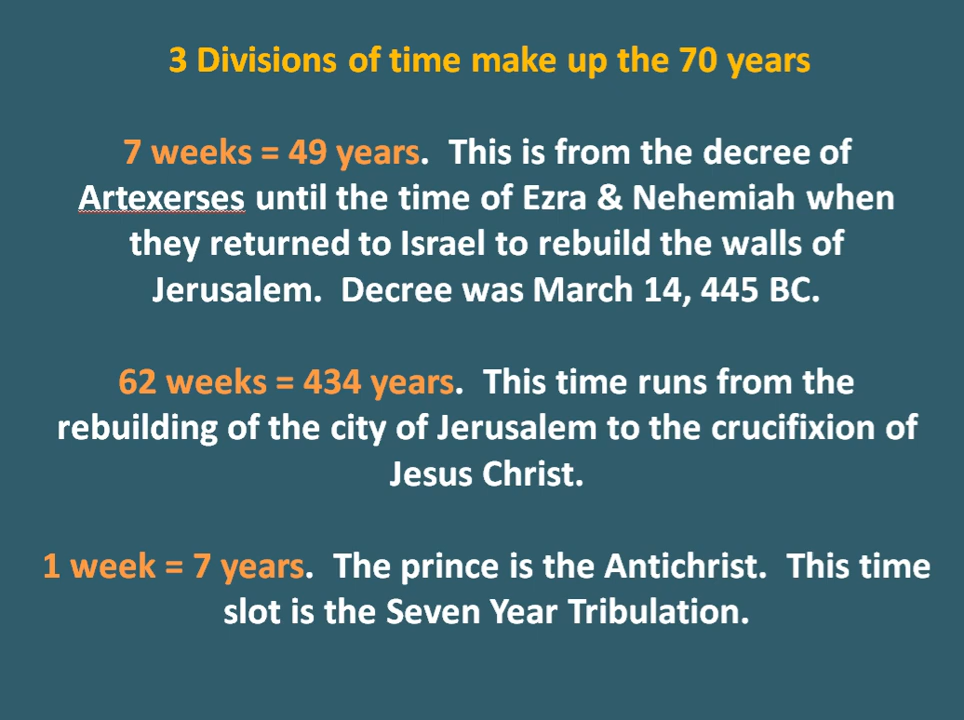 3 Divisions of time make up the 70 years
7 weeks = 49 years.  This is from the decree of
Artexerses until the time of Ezra & Nehemiah when
they returned to Israel to rebuild the walls of
Jerusalem.  Decree was March 14, 445 BC.
62 weeks = 434 years.  This time runs from the
rebuilding of the city of Jerusalem to the crucifixion of
Jesus Christ.
1 week = 7 years.  The prince is the Antichrist.  This time
slot is the Seven Year Tribulation.